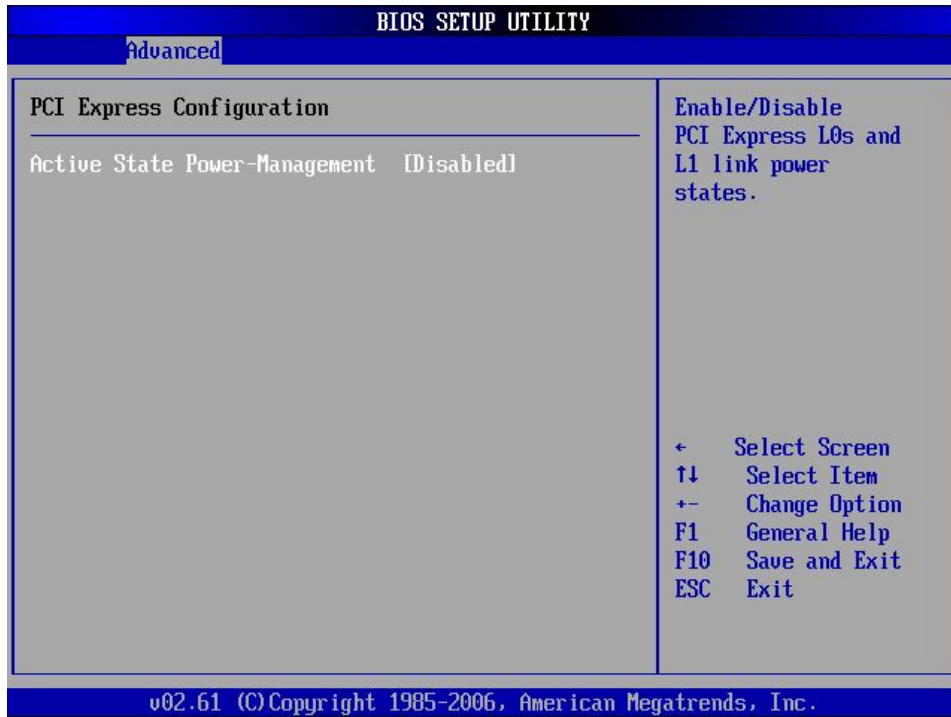 BIOS SETUP UTILITY
Advanced
PCI Express Configuration
Active State Power-Management [Disabled]
Enable/Disable
PCI Express L0s and
L1 link power
states.
← Select Screen
↑↓ Select Item
+- Change Option
F1 General Help
F10 Save and Exit
ESC Exit
v02.61 (C)Copyright 1985-2006, American Megatrends, Inc.